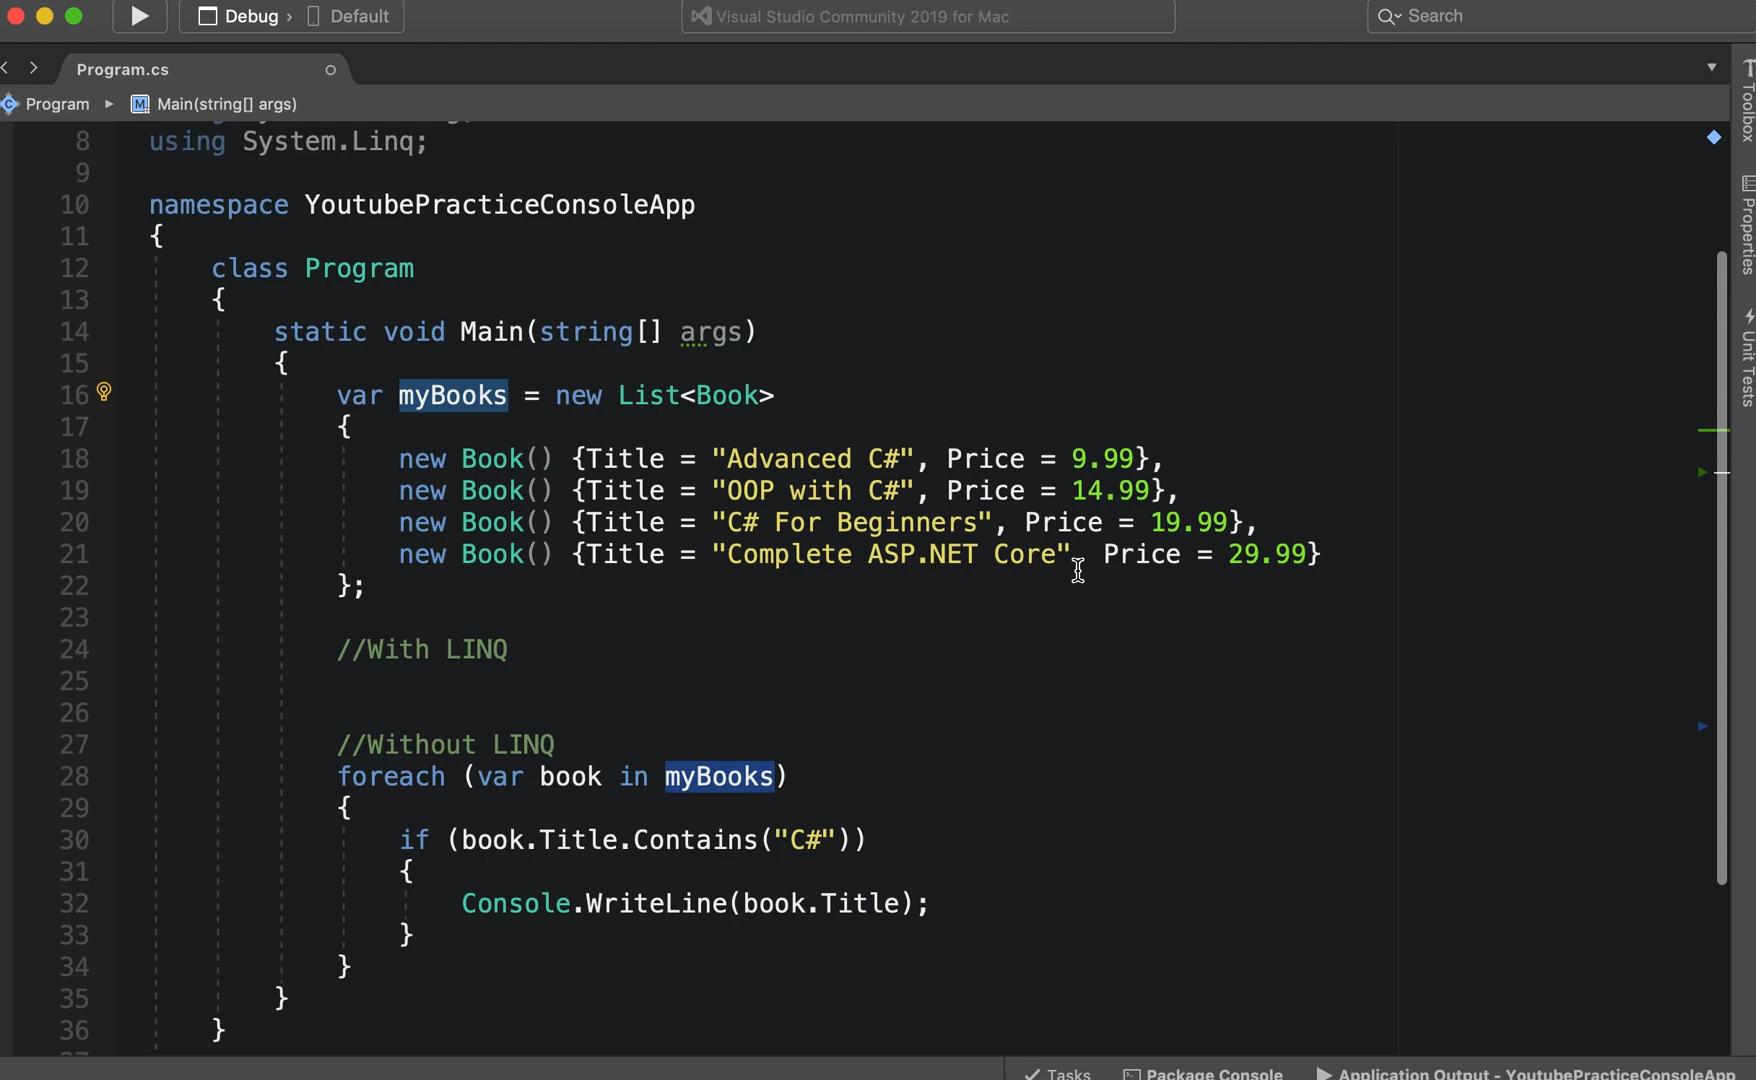 Debug › Default
Visual Studio Community 2019 for Mac
Search
Program.cs
Program ▸ M Main(string[] args)
8 using System.Linq;
9
10 namespace YoutubePracticeConsoleApp
11 {
12 class Program
13 {
14 static void Main(string[] args)
15 {
16 var myBooks = new List<Book>
17 {
18 new Book() {Title = "Advanced C#", Price = 9.99},
19 new Book() {Title = "OOP with C#", Price = 14.99},
20 new Book() {Title = "C# For Beginners", Price = 19.99},
21 new Book() {Title = "Complete ASP.NET Core", Price = 29.99}
22 };
23
24 //With LINQ
25
26
27 //Without LINQ
28 foreach (var book in myBooks)
29 {
30 if (book.Title.Contains("C#"))
31 {
32 Console.WriteLine(book.Title);
33 }
34 }
35 }
36 }
Toolbox
Properties
Unit Tests
Tasks
Package Console
Application Output - YoutubePracticeConsoleApp